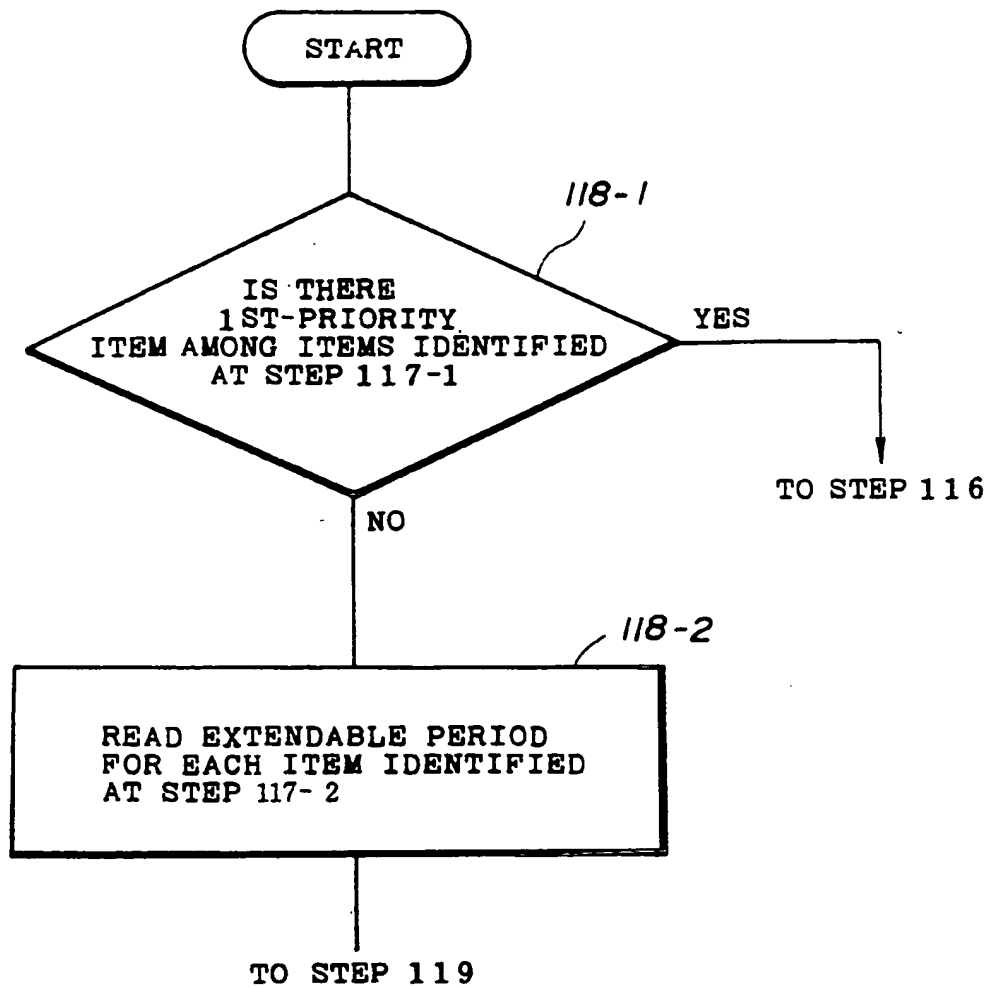 START
118-1
IS THERE
1ST-PRIORITY
ITEM AMONG ITEMS IDENTIFIED
AT STEP 117-1
YES
TO STEP 116
NO
118-2
READ EXTENDABLE PERIOD
FOR EACH ITEM IDENTIFIED
AT STEP 117-2
TO STEP 119